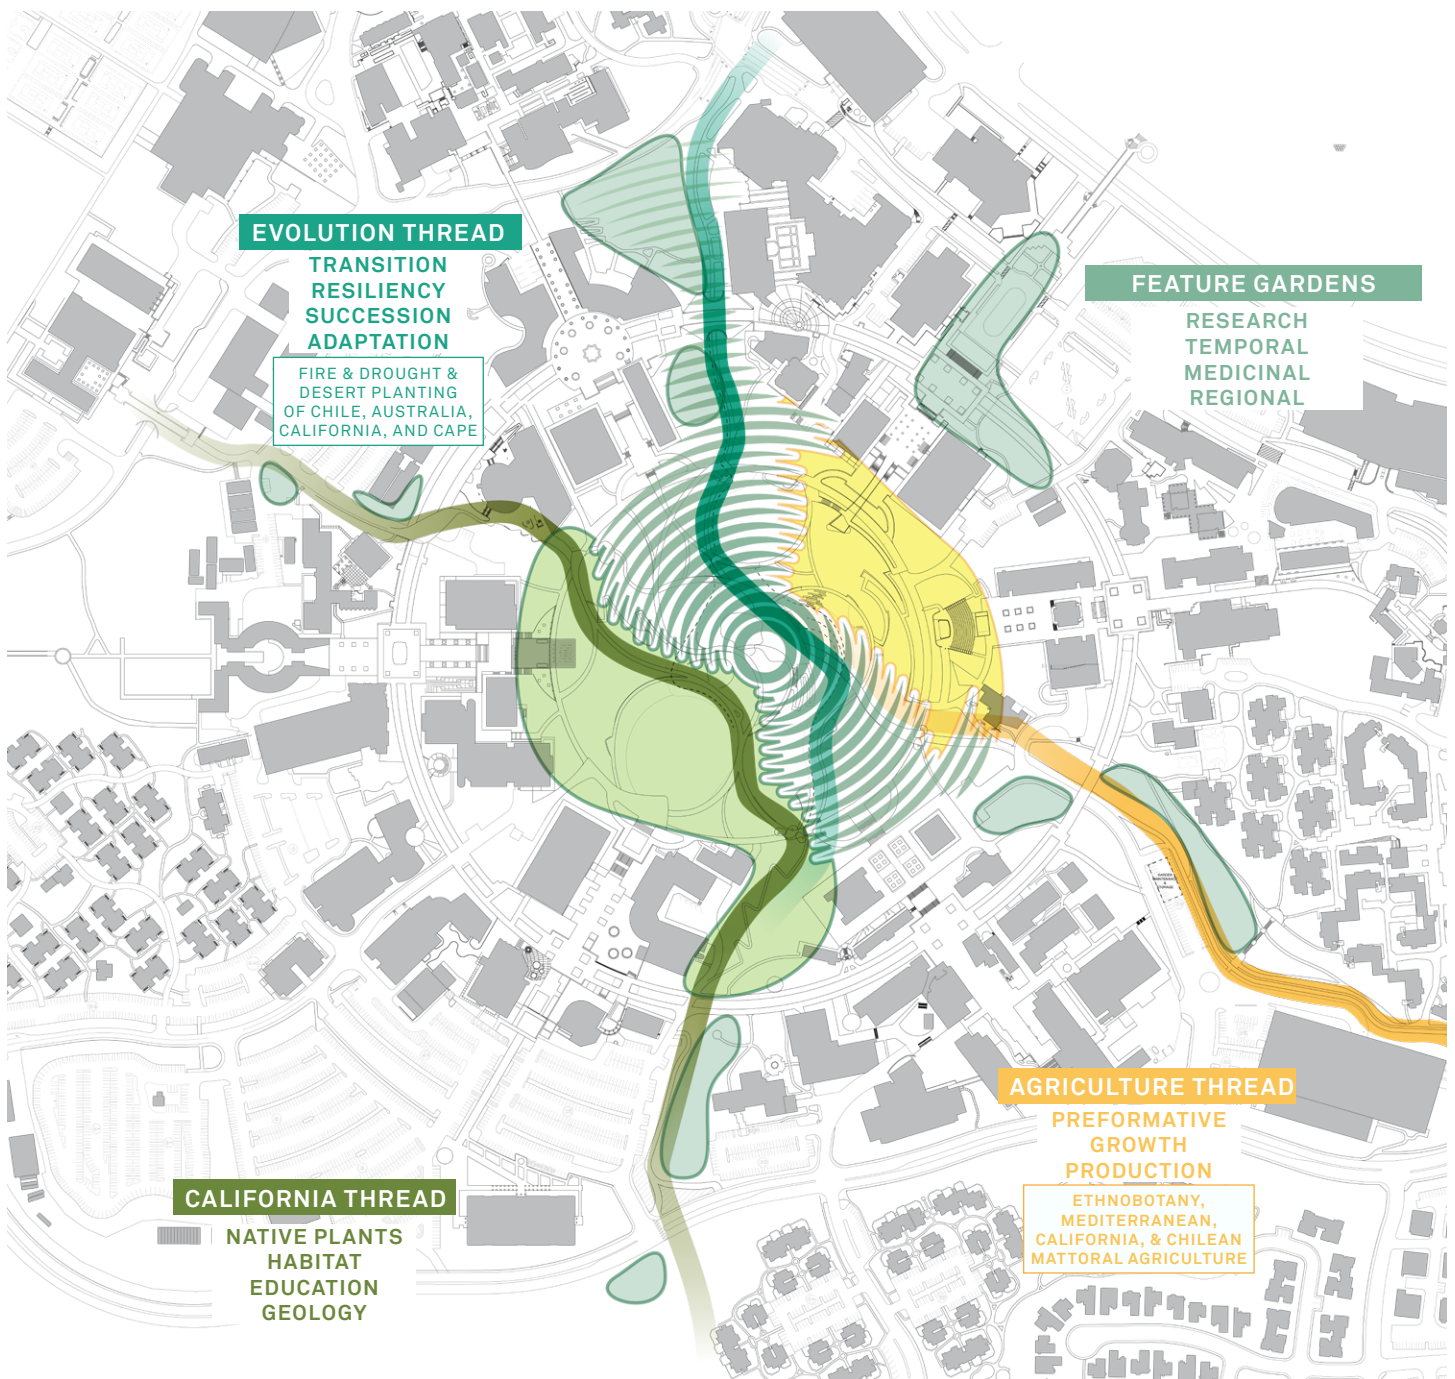 EVOLUTION THREAD
TRANSITION
RESILIENCY
SUCCESSION
ADAPTATION
FIRE & DROUGHT &
DESERT PLANTING
OF CHILE, AUSTRALIA,
CALIFORNIA, AND CAPE
FEATURE GARDENS
RESEARCH
TEMPORAL
MEDICINAL
REGIONAL
AGRICULTURE THREAD
PREFORMATIVE
GROWTH
PRODUCTION
ETHNOBOTANY,
MEDITERRANEAN,
CALIFORNIA, & CHILEAN
MATTORAL AGRICULTURE
CALIFORNIA THREAD
NATIVE PLANTS
HABITAT
EDUCATION
GEOLOGY